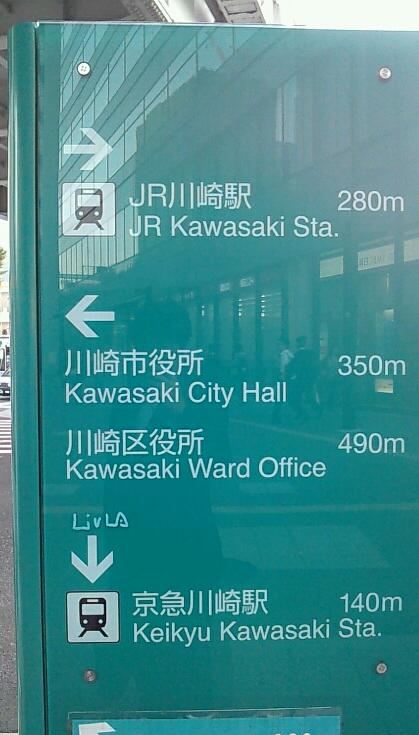 JR川崎駅 280m
JR Kawasaki Sta.
川崎市役所 350m
Kawasaki City Hall
川崎区役所 490m
Kawasaki Ward Office
LivLA
京急川崎駅 140m
Keikyu Kawasaki Sta.